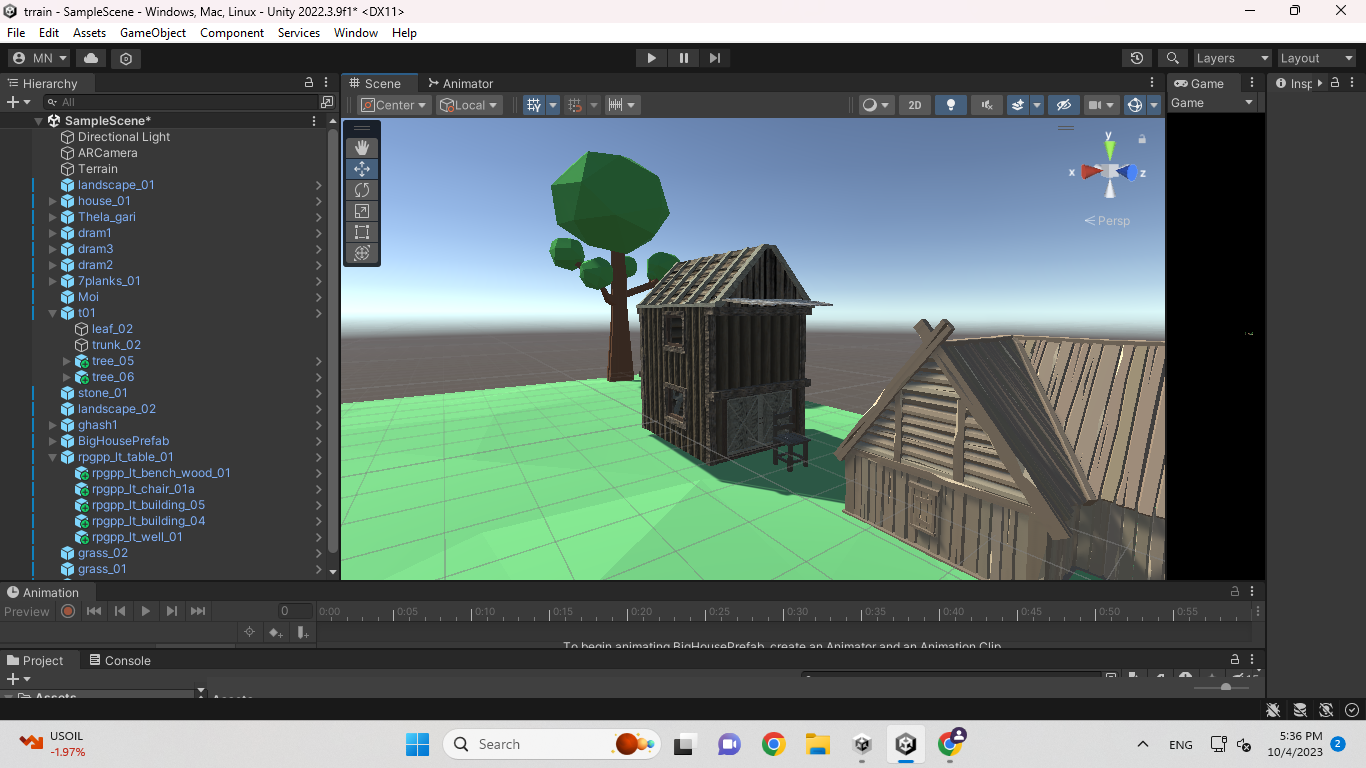 trrain - SampleScene - Windows, Mac, Linux - Unity 2022.3.9f1* <DX11>
File Edit Assets GameObject Component Services Window Help
MN
Layers
Layout
Hierarchy
All
SampleScene*
Directional Light
ARCamera
Terrain
landscape_01
house_01
Thela_gari
dram1
dram3
dram2
7planks_01
Moi
t01
leaf_02
trunk_02
tree_05
tree_06
stone_01
landscape_02
ghash1
BigHousePrefab
rpgpp_lt_table_01
rpgpp_lt_bench_wood_01
rpgpp_lt_chair_01a
rpgpp_lt_building_05
rpgpp_lt_building_04
rpgpp_lt_well_01
grass_02
grass_01
Scene Animator
Center Local 2D
y
x z
Persp
Game
Game
Insp
Animation
Preview 0 0:00 0:05 0:10 0:15 0:20 0:25 0:30 0:35 0:40 0:45 0:50 0:55
To begin animating BigHousePrefab, create an Animator and an Animation Clip
Project Console
Assets
Assets
USOIL
-1.97%
Search
ENG
5:36 PM
10/4/2023
2